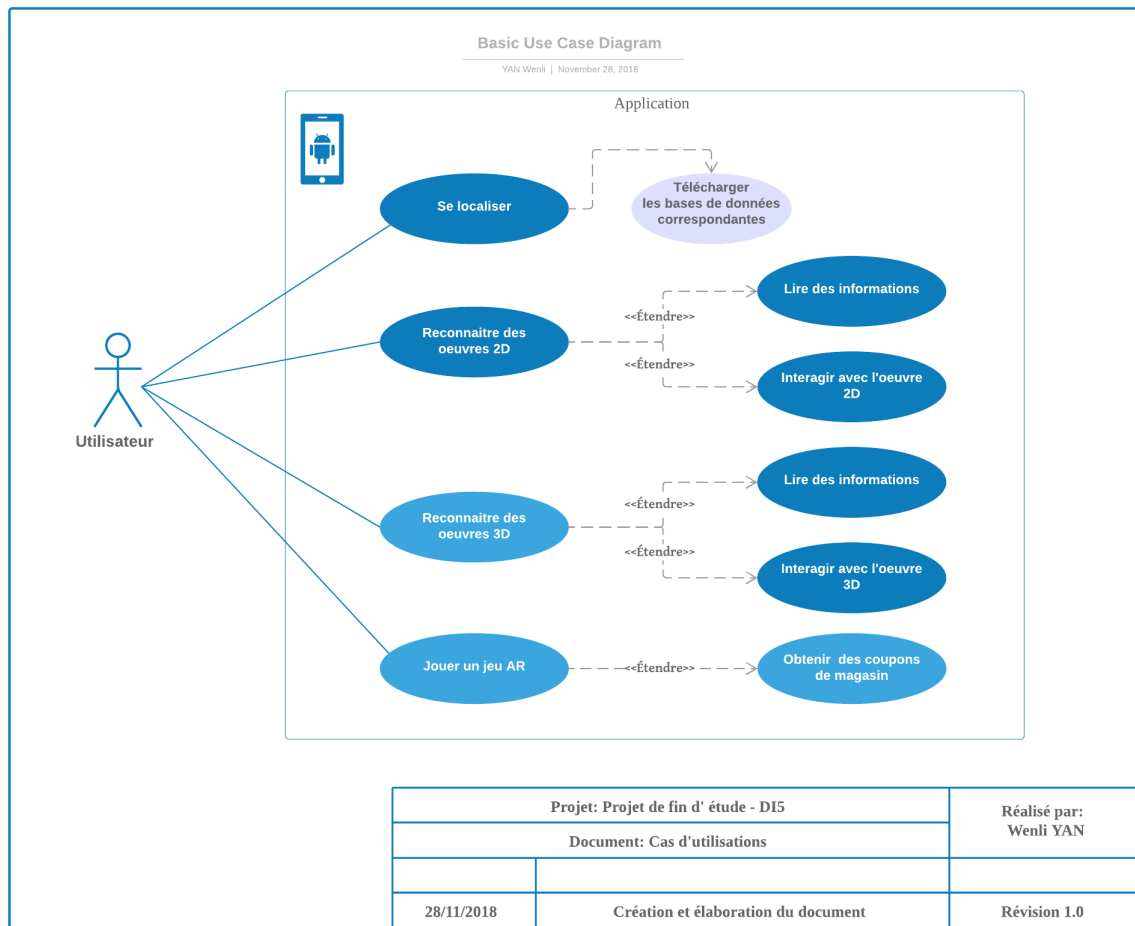 Basic Use Case Diagram
YAN Wenli | November 28, 2018
Application
Se localiser
Télécharger
les bases de données
correspondantes
Lire des informations
<<Étendre>>
Reconnaitre des
oeuvres 2D
<<Étendre>>
Interagir avec l'oeuvre
2D
Utilisateur
Lire des informations
<<Étendre>>
Reconnaitre des
oeuvres 3D
<<Étendre>>
Interagir avec l'oeuvre
3D
Jouer un jeu AR
<<Étendre>>
Obtenir des coupons
de magasin
Projet: Projet de fin d' étude - DI5
Réalisé par:
Wenli YAN
Document: Cas d'utilisations
28/11/2018
Création et élaboration du document
Révision 1.0